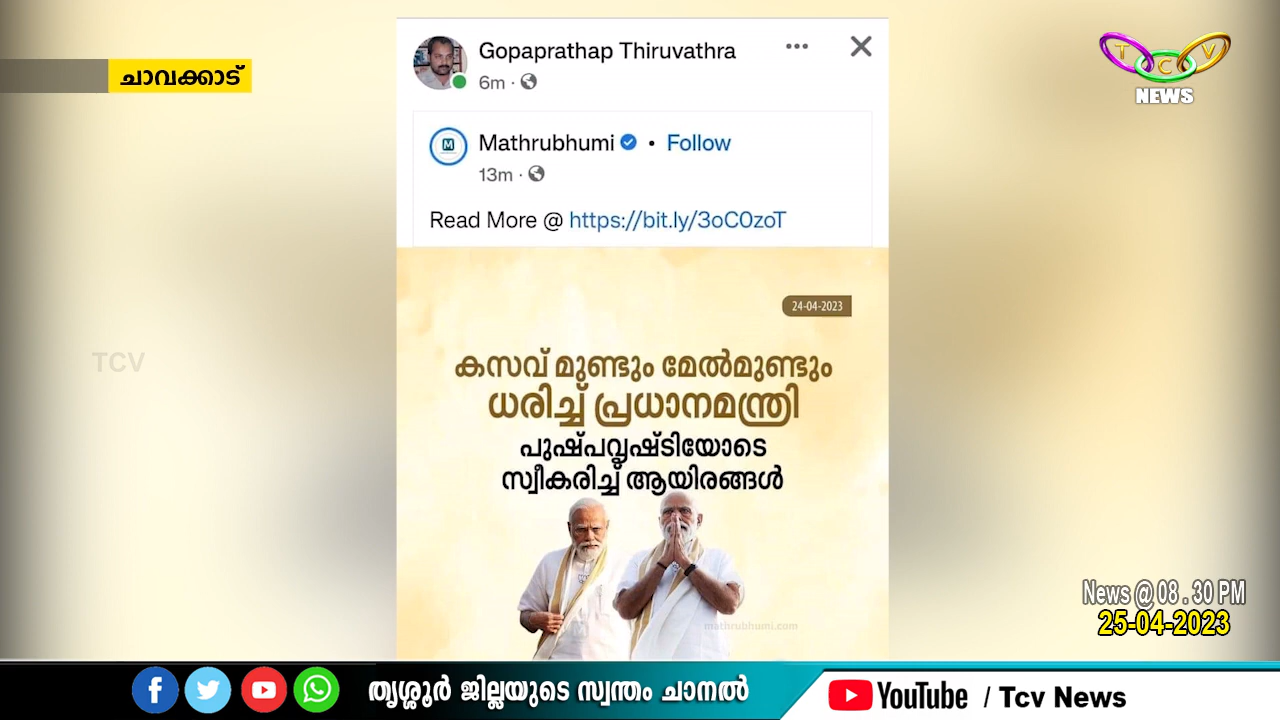 Gopaprathap Thiruvathra
6m ·
ചാവക്കാട്
T C V
NEWS
M
Mathrubhumi • Follow
13m ·
Read More @ https://bit.ly/3oC0zoT
24-04-2023
TCV
കസവ് മുണ്ടും മേൽമുണ്ടും
ധരിച്ച് പ്രധാനമന്ത്രി
പുഷ്പവൃഷ്ടിയോടെ
സ്വീകരിച്ച് ആയിരങ്ങൾ
mathrubhumi.com
News @ 08 . 30 PM
25-04-2023
തൃശ്ശൂർ ജില്ലയുടെ സ്വന്തം ചാനൽ
YouTube / Tcv News